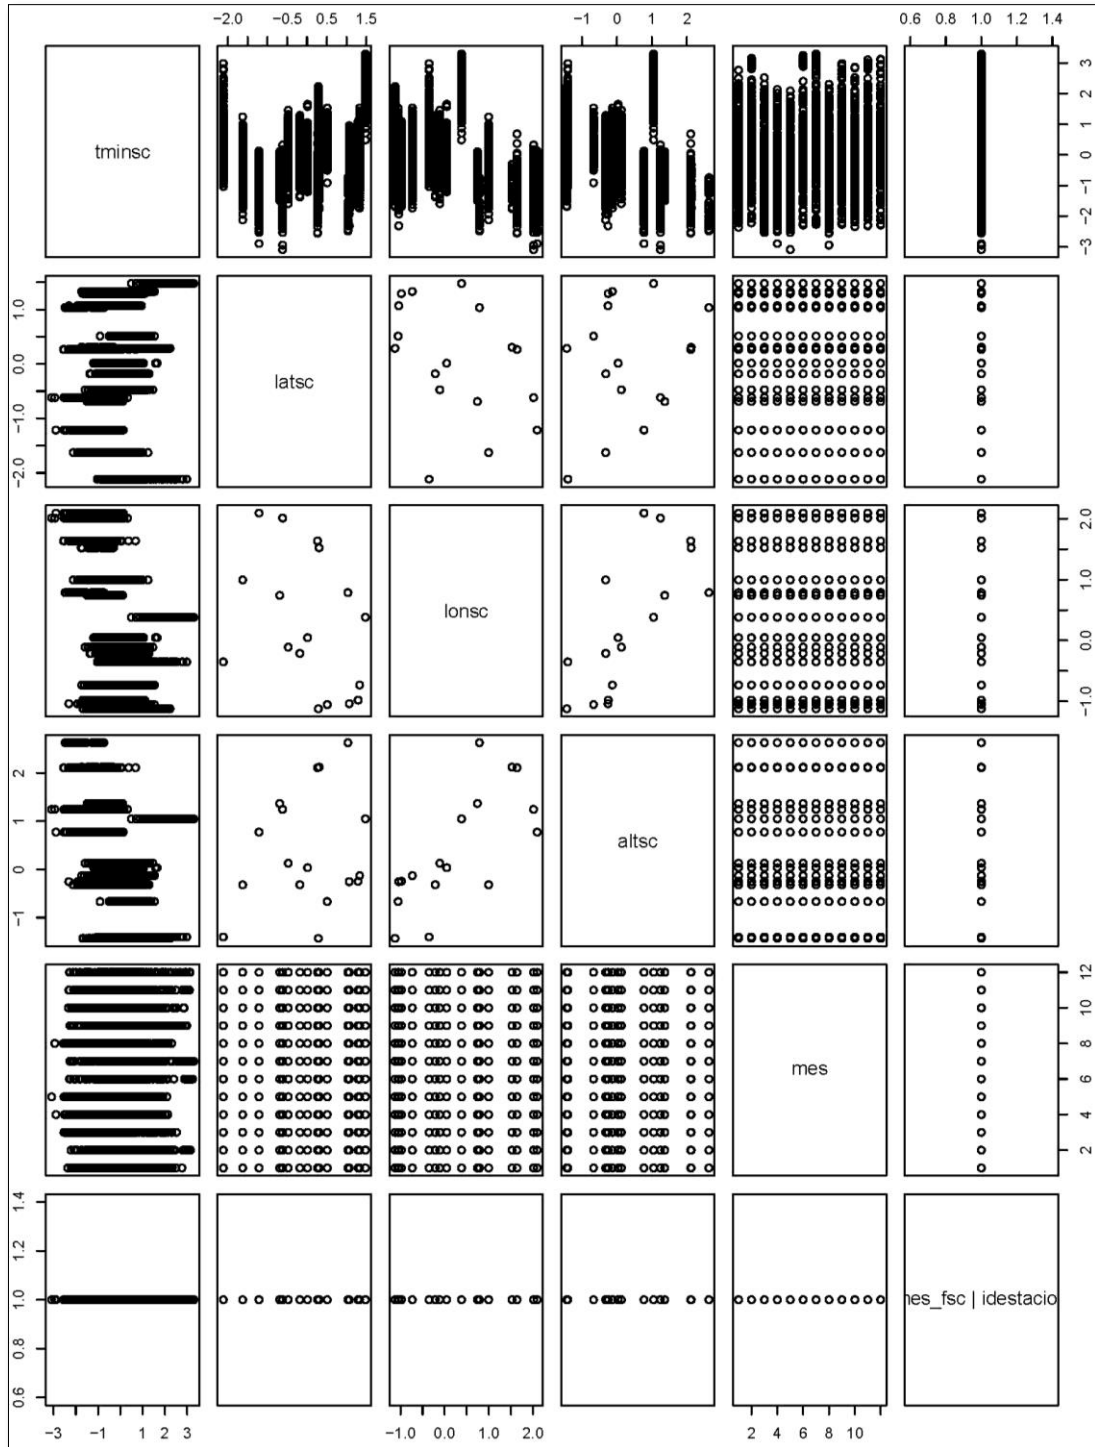 −2.0 −0.5 0.5 1.5
−1 0 1 2
0.6 0.8 1.0 1.2 1.4
tminsc
−3 −2 −1 0 1 2 3
−2.0 −1.0 0.0 1.0
latsc
lonsc
−1.0 0.0 1.0 2.0
−1 0 1 2
altsc
mes
2 4 6 8 10 12
0.6 0.8 1.0 1.2 1.4
nes_fsc | idestacio
−3 −1 1 2 3
−1.0 0.0 1.0 2.0
2 4 6 8 10